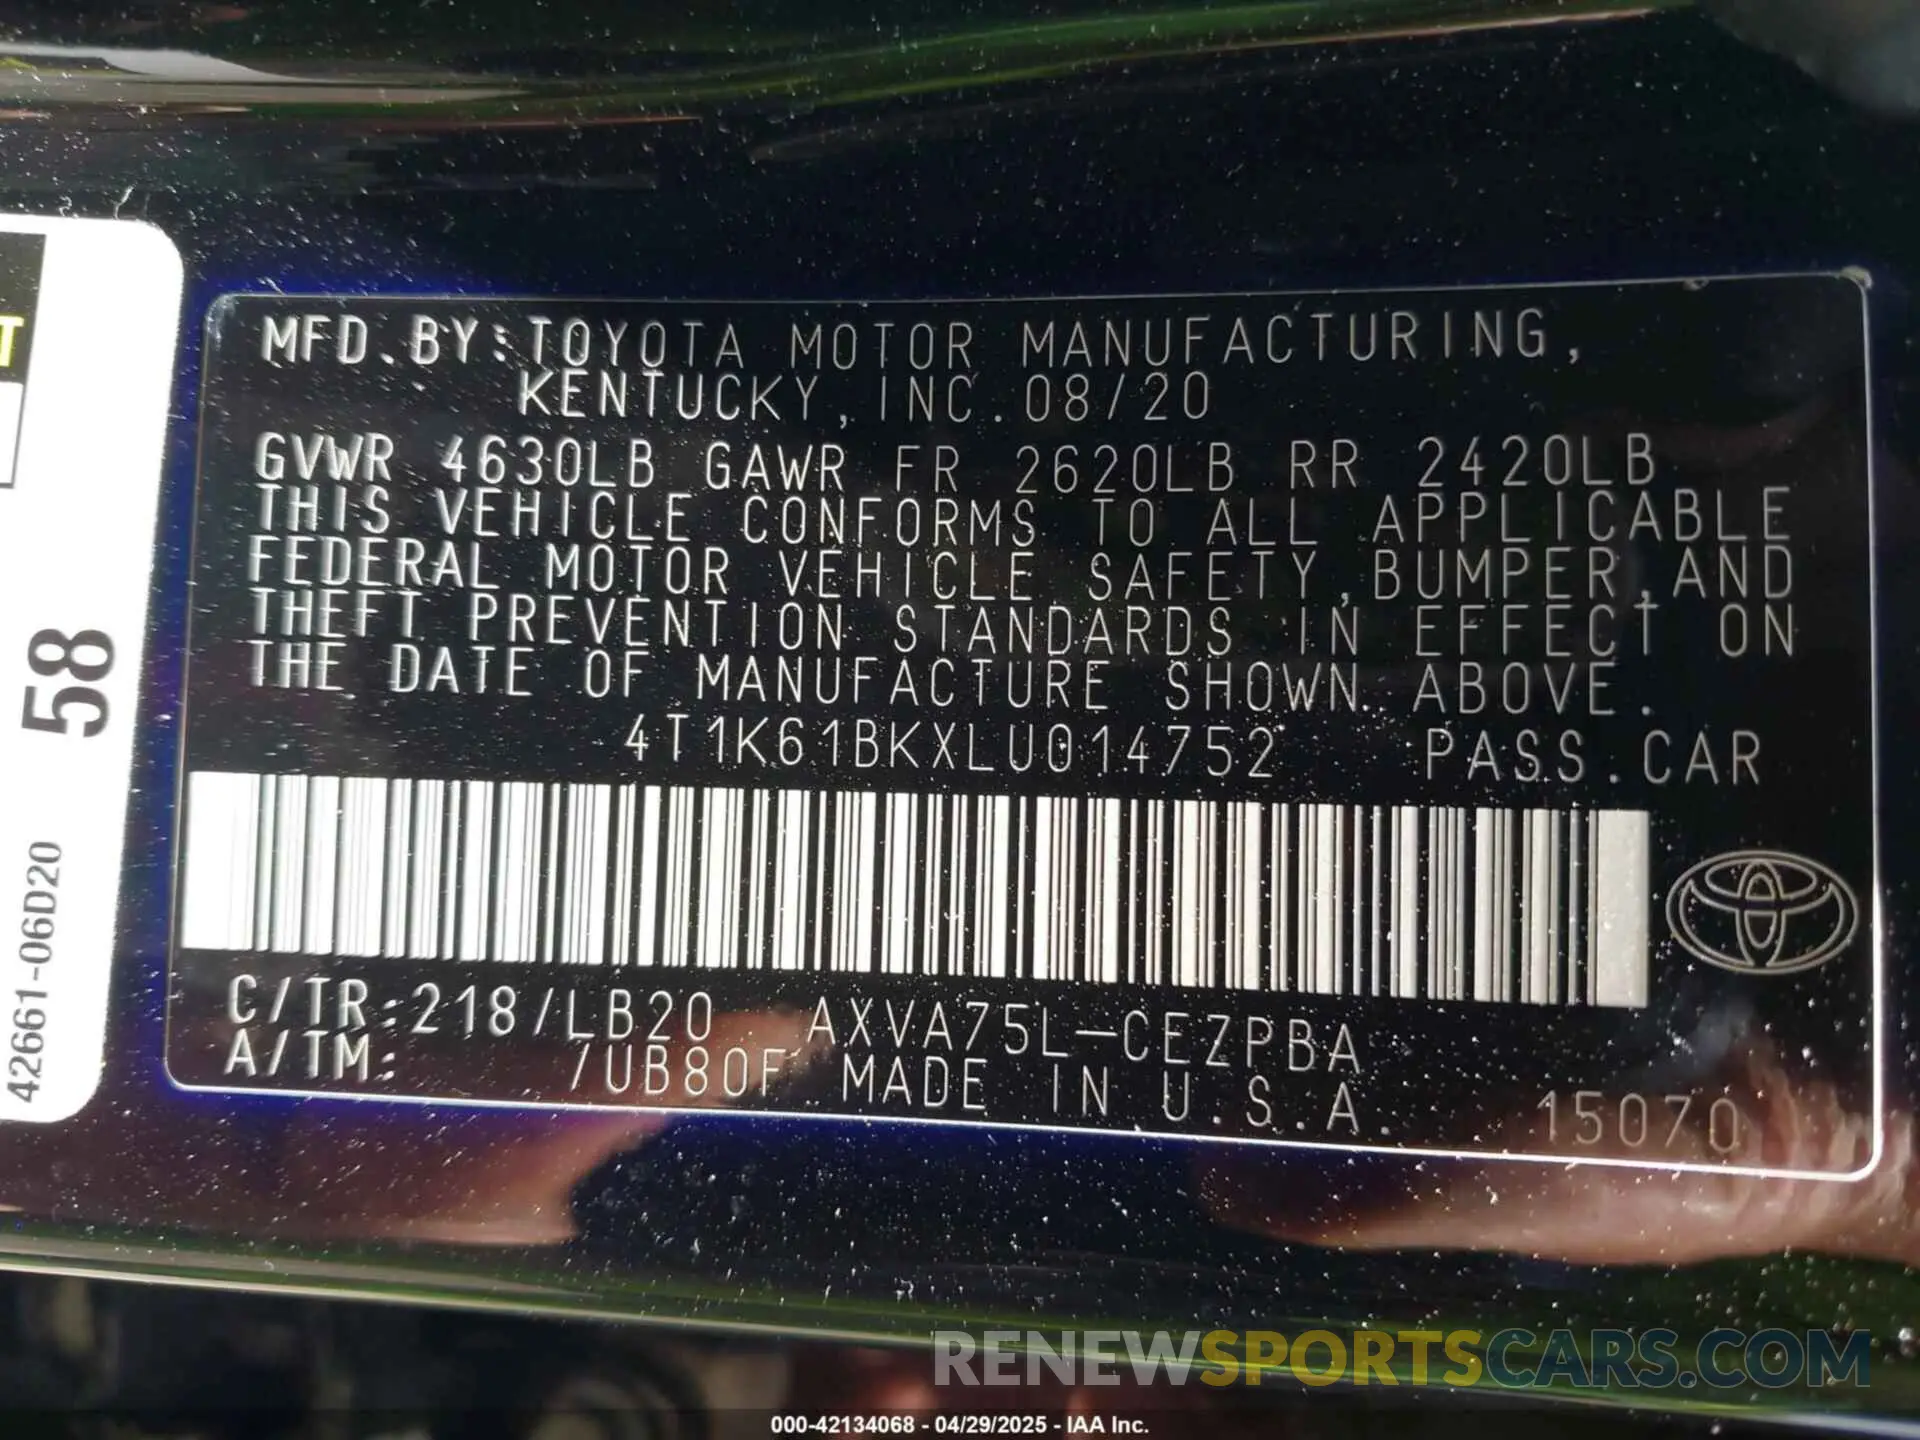 MFD.BY:TOYOTA MOTOR MANUFACTURING,
KENTUCKY, INC. 08/20
GVWR 4630LB GAWR FR 2620LB RR 2420LB
THIS VEHICLE CONFORMS TO ALL APPLICABLE
FEDERAL MOTOR VEHICLE SAFETY, BUMPER, AND
THEFT PREVENTION STANDARDS IN EFFECT ON
THE DATE OF MANUFACTURE SHOWN ABOVE.
4T1K61BKXLU014752 PASS.CAR
C/TR:218/LB20 AXVA75L-CEZPBA
A/TM: /UB80F MADE IN U.S.A.
15070
T
58
42661-06D20
RENEWSPORTSCARS.COM
000-42134068 - 04/29/2025 - IAA Inc.